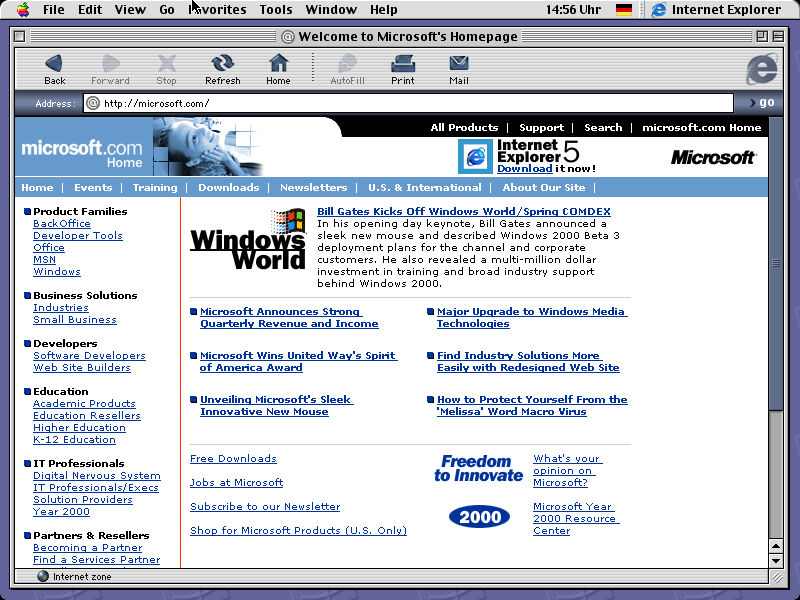 File Edit View Go Favorites Tools Window Help 14:56 Uhr Internet Explorer
@ Welcome to Microsoft's Homepage
Back Forward Stop Refresh Home AutoFill Print Mail
Address: @ http://microsoft.com/ go
All Products | Support | Search | microsoft.com Home
microsoft.com
Home
Internet
Explorer 5
Download it now!
Microsoft
Home | Events | Training | Downloads | Newsletters | U.S. & International | About Our Site |
Product Families
BackOffice
Developer Tools
Office
MSN
Windows
Business Solutions
Industries
Small Business
Developers
Software Developers
Web Site Builders
Education
Academic Products
Education Resellers
Higher Education
K-12 Education
IT Professionals
Digital Nervous System
IT Professionals/Execs
Solution Providers
Year 2000
Partners & Resellers
Becoming a Partner
Find a Services Partner
Windows
World
Bill Gates Kicks Off Windows World/Spring COMDEX
In his opening day keynote, Bill Gates announced a
sleek new mouse and described Windows 2000 Beta 3
deployment plans for the channel and corporate
customers. He also revealed a multi-million dollar
investment in training and broad industry support
behind Windows 2000.
Microsoft Announces Strong
Quarterly Revenue and Income
Major Upgrade to Windows Media
Technologies
Microsoft Wins United Way's Spirit
of America Award
Find Industry Solutions More
Easily with Redesigned Web Site
Unveiling Microsoft's Sleek
Innovative New Mouse
How to Protect Yourself From the
'Melissa' Word Macro Virus
Free Downloads
Jobs at Microsoft
Subscribe to our Newsletter
Shop for Microsoft Products (U.S. Only)
Freedom
to Innovate
What's your
opinion on
Microsoft?
2000
Microsoft Year
2000 Resource
Center
Internet zone